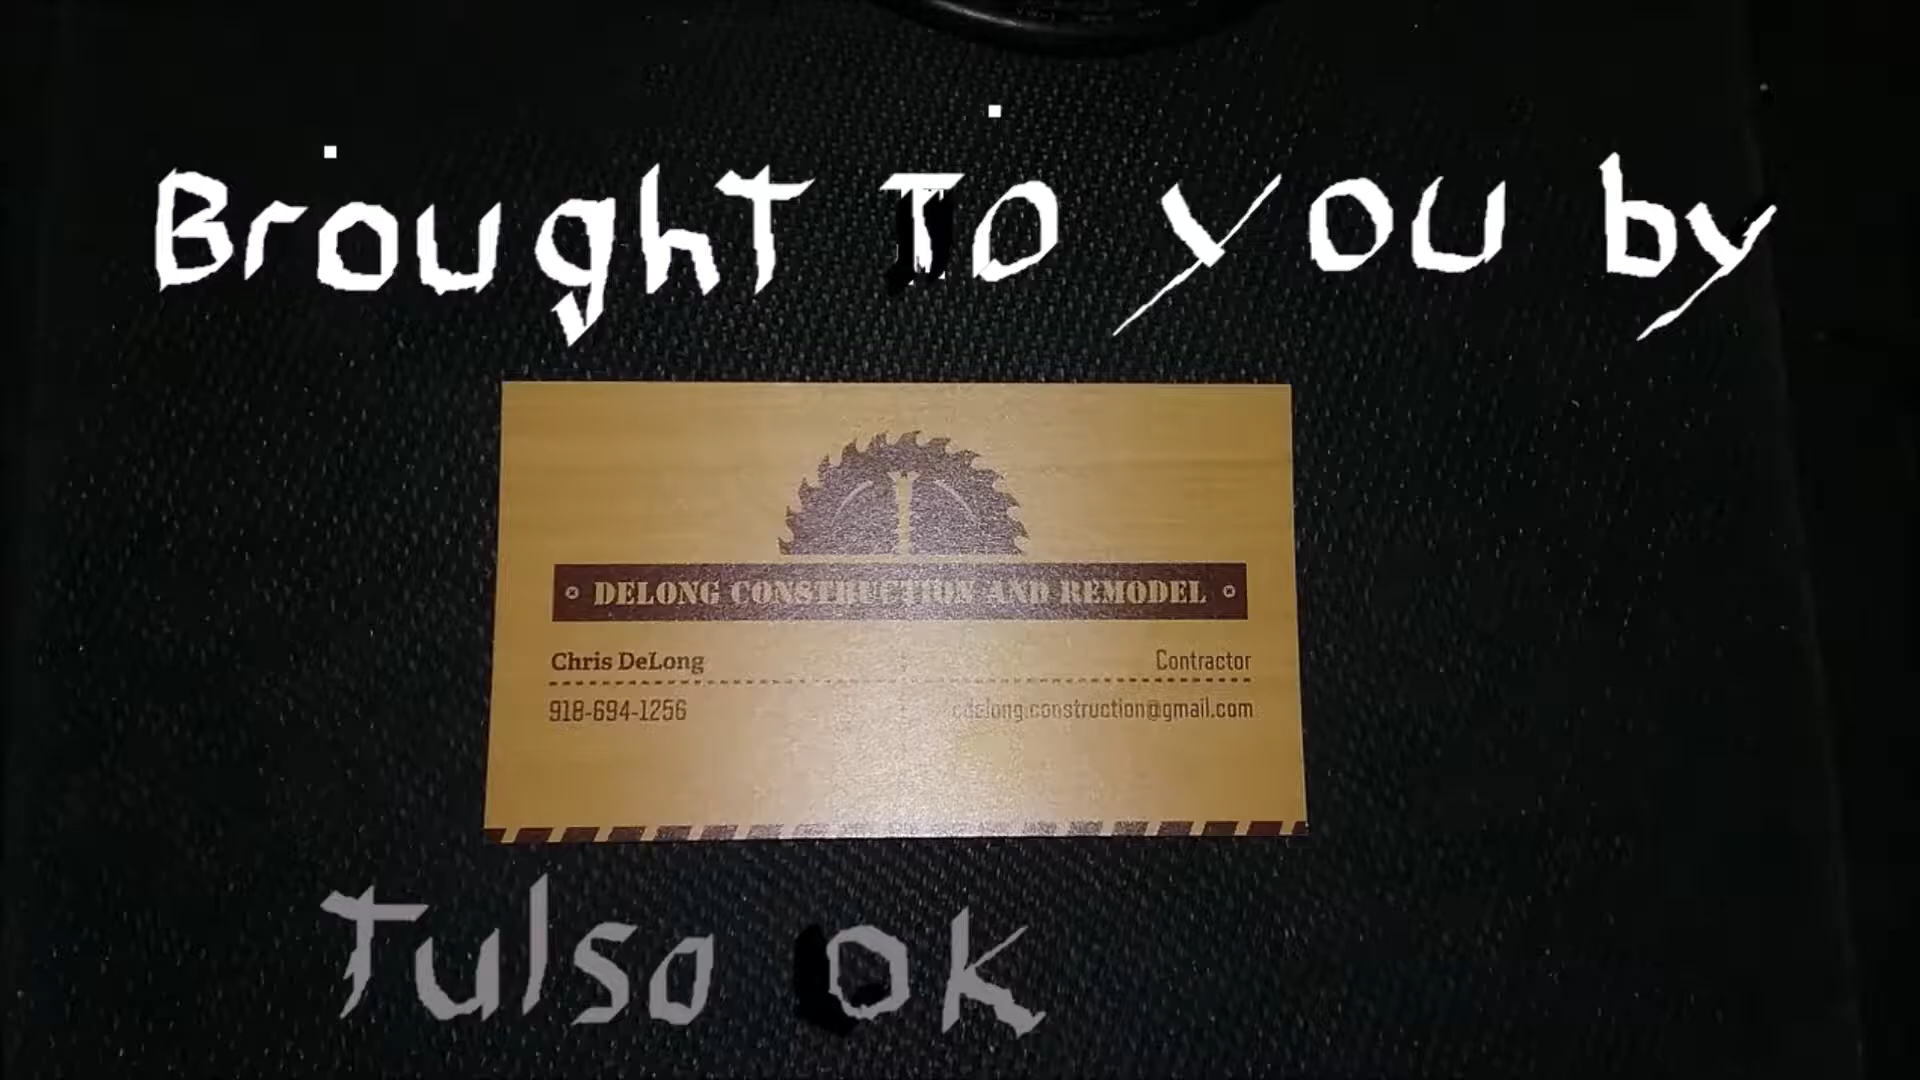 Brought To you by
DELONG CONSTRUCTION AND REMODEL
Chris DeLong
Contractor
918-694-1256
cdelong.construction@gmail.com
Tulsa OK